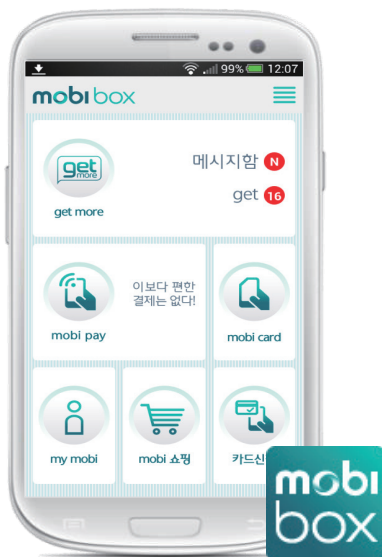 99% 12:07
mobi box
get
more
메시지함 N
get 16
get more
이보다 편한
결제는 없다!
mobi pay
mobi card
my mobi
mobi 쇼핑
카드신
mobi
box